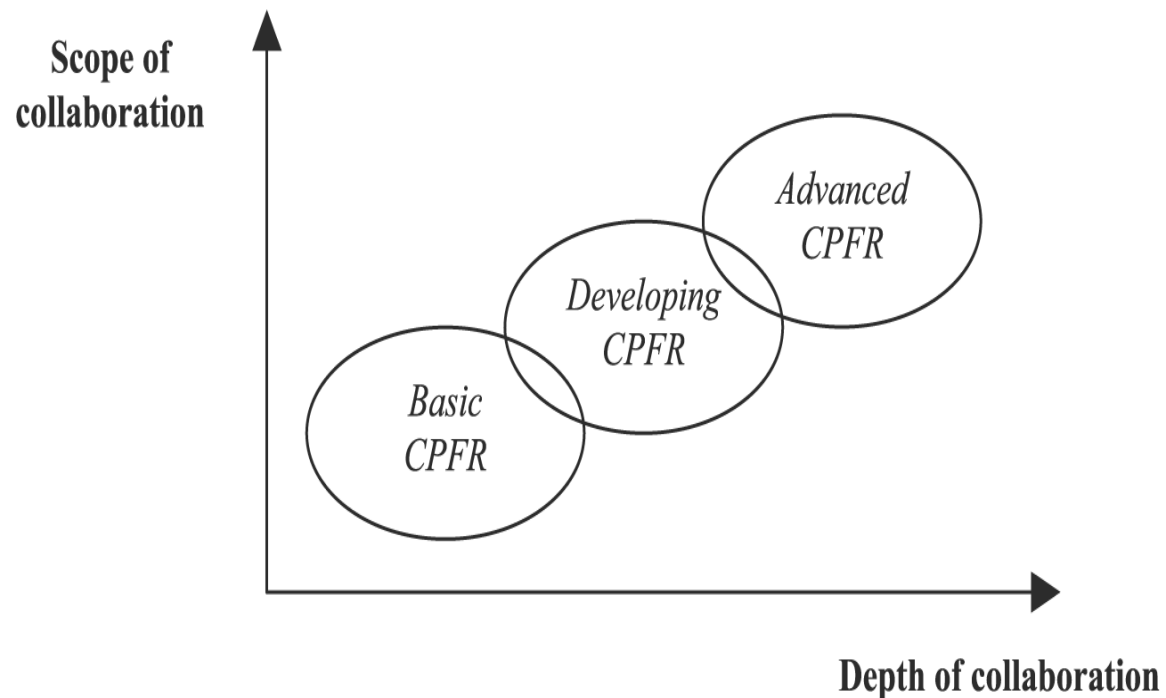 Scope of
collaboration
Advanced
CPFR
Developing
CPFR
Basic
CPFR
Depth of collaboration